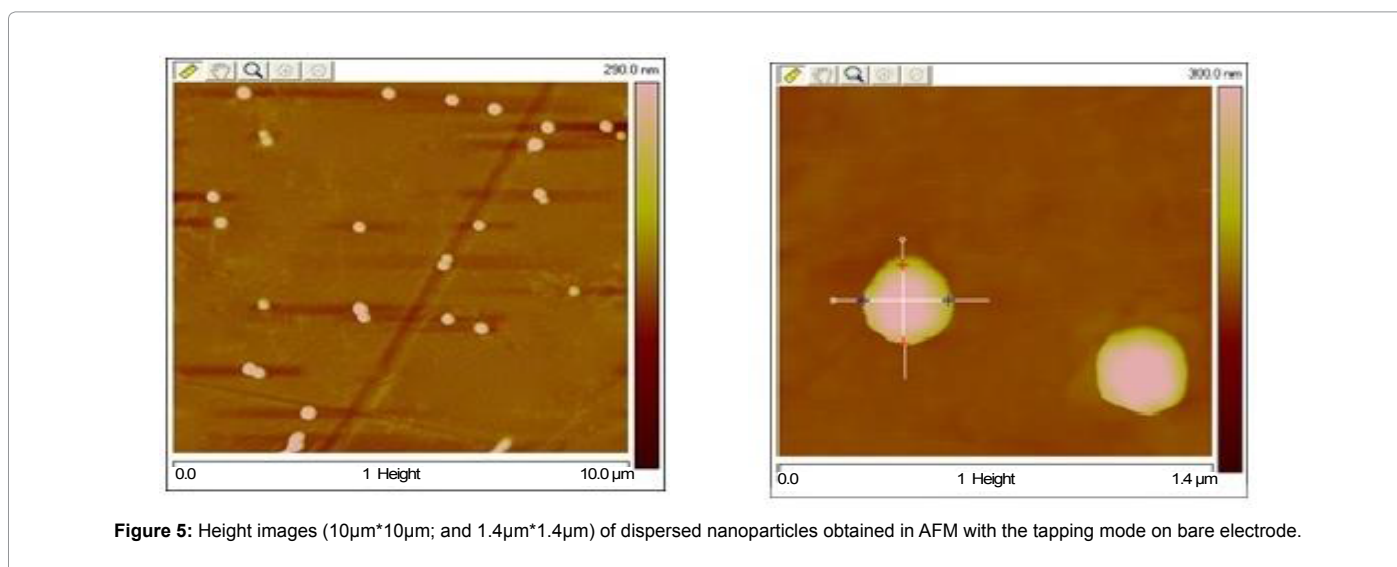 290.0 nm
0.0 1 Height 10.0 µm
300.0 nm
0.0 1 Height 1.4 µm
Figure 5: Height images (10µm*10µm; and 1.4µm*1.4µm) of dispersed nanoparticles obtained in AFM with the tapping mode on bare electrode.